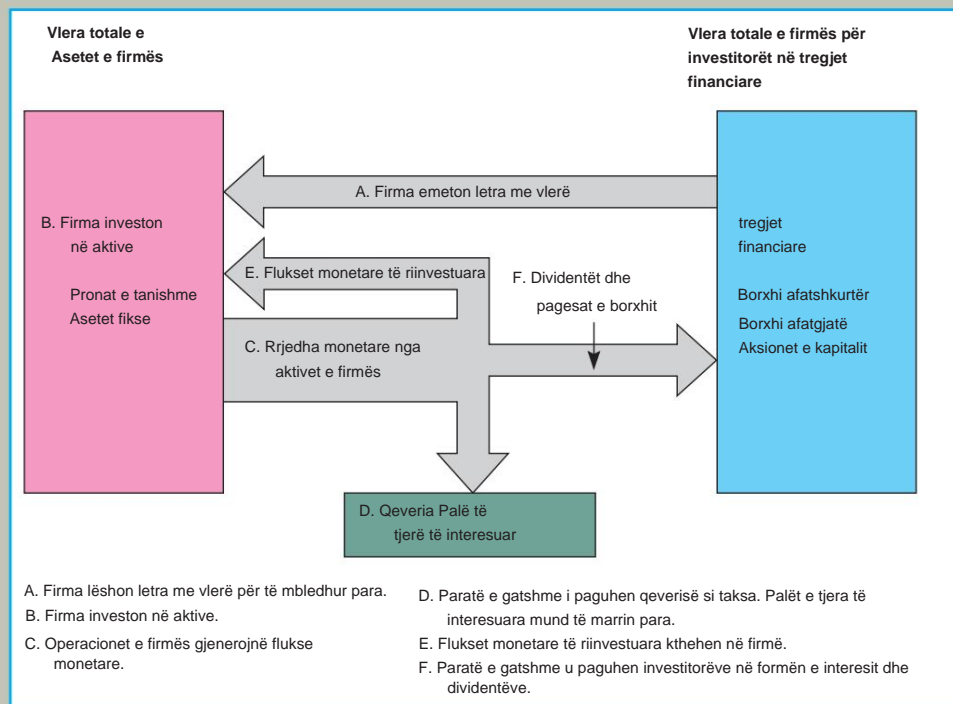 Vlera totale e
Asetet e firmës
Vlera totale e firmës për
investitorët në tregjet
financiare
A. Firma emeton letra me vlerë
B. Firma investon
në aktive
Pronat e tanishme
Asetet fikse
E. Flukset monetare të riinvestuara
F. Dividentët dhe
pagesat e borxhit
C. Rrjedha monetare nga
aktivet e firmës
tregjet
financiare
Borxhi afatshkurtër
Borxhi afatgjatë
Aksionet e kapitalit
D. Qeveria Palë të
tjerë të interesuar
A. Firma lëshon letra me vlerë për të mbledhur para.
B. Firma investon në aktive.
C. Operacionet e firmës gjenerojnë flukse
monetare.
D. Paratë e gatshme i paguhen qeverisë si taksa. Palët e tjera të
interesuara mund të marrin para.
E. Flukset monetare të riinvestuara kthehen në firmë.
F. Paratë e gatshme u paguhen investitorëve në formën e interesit dhe
dividentëve.